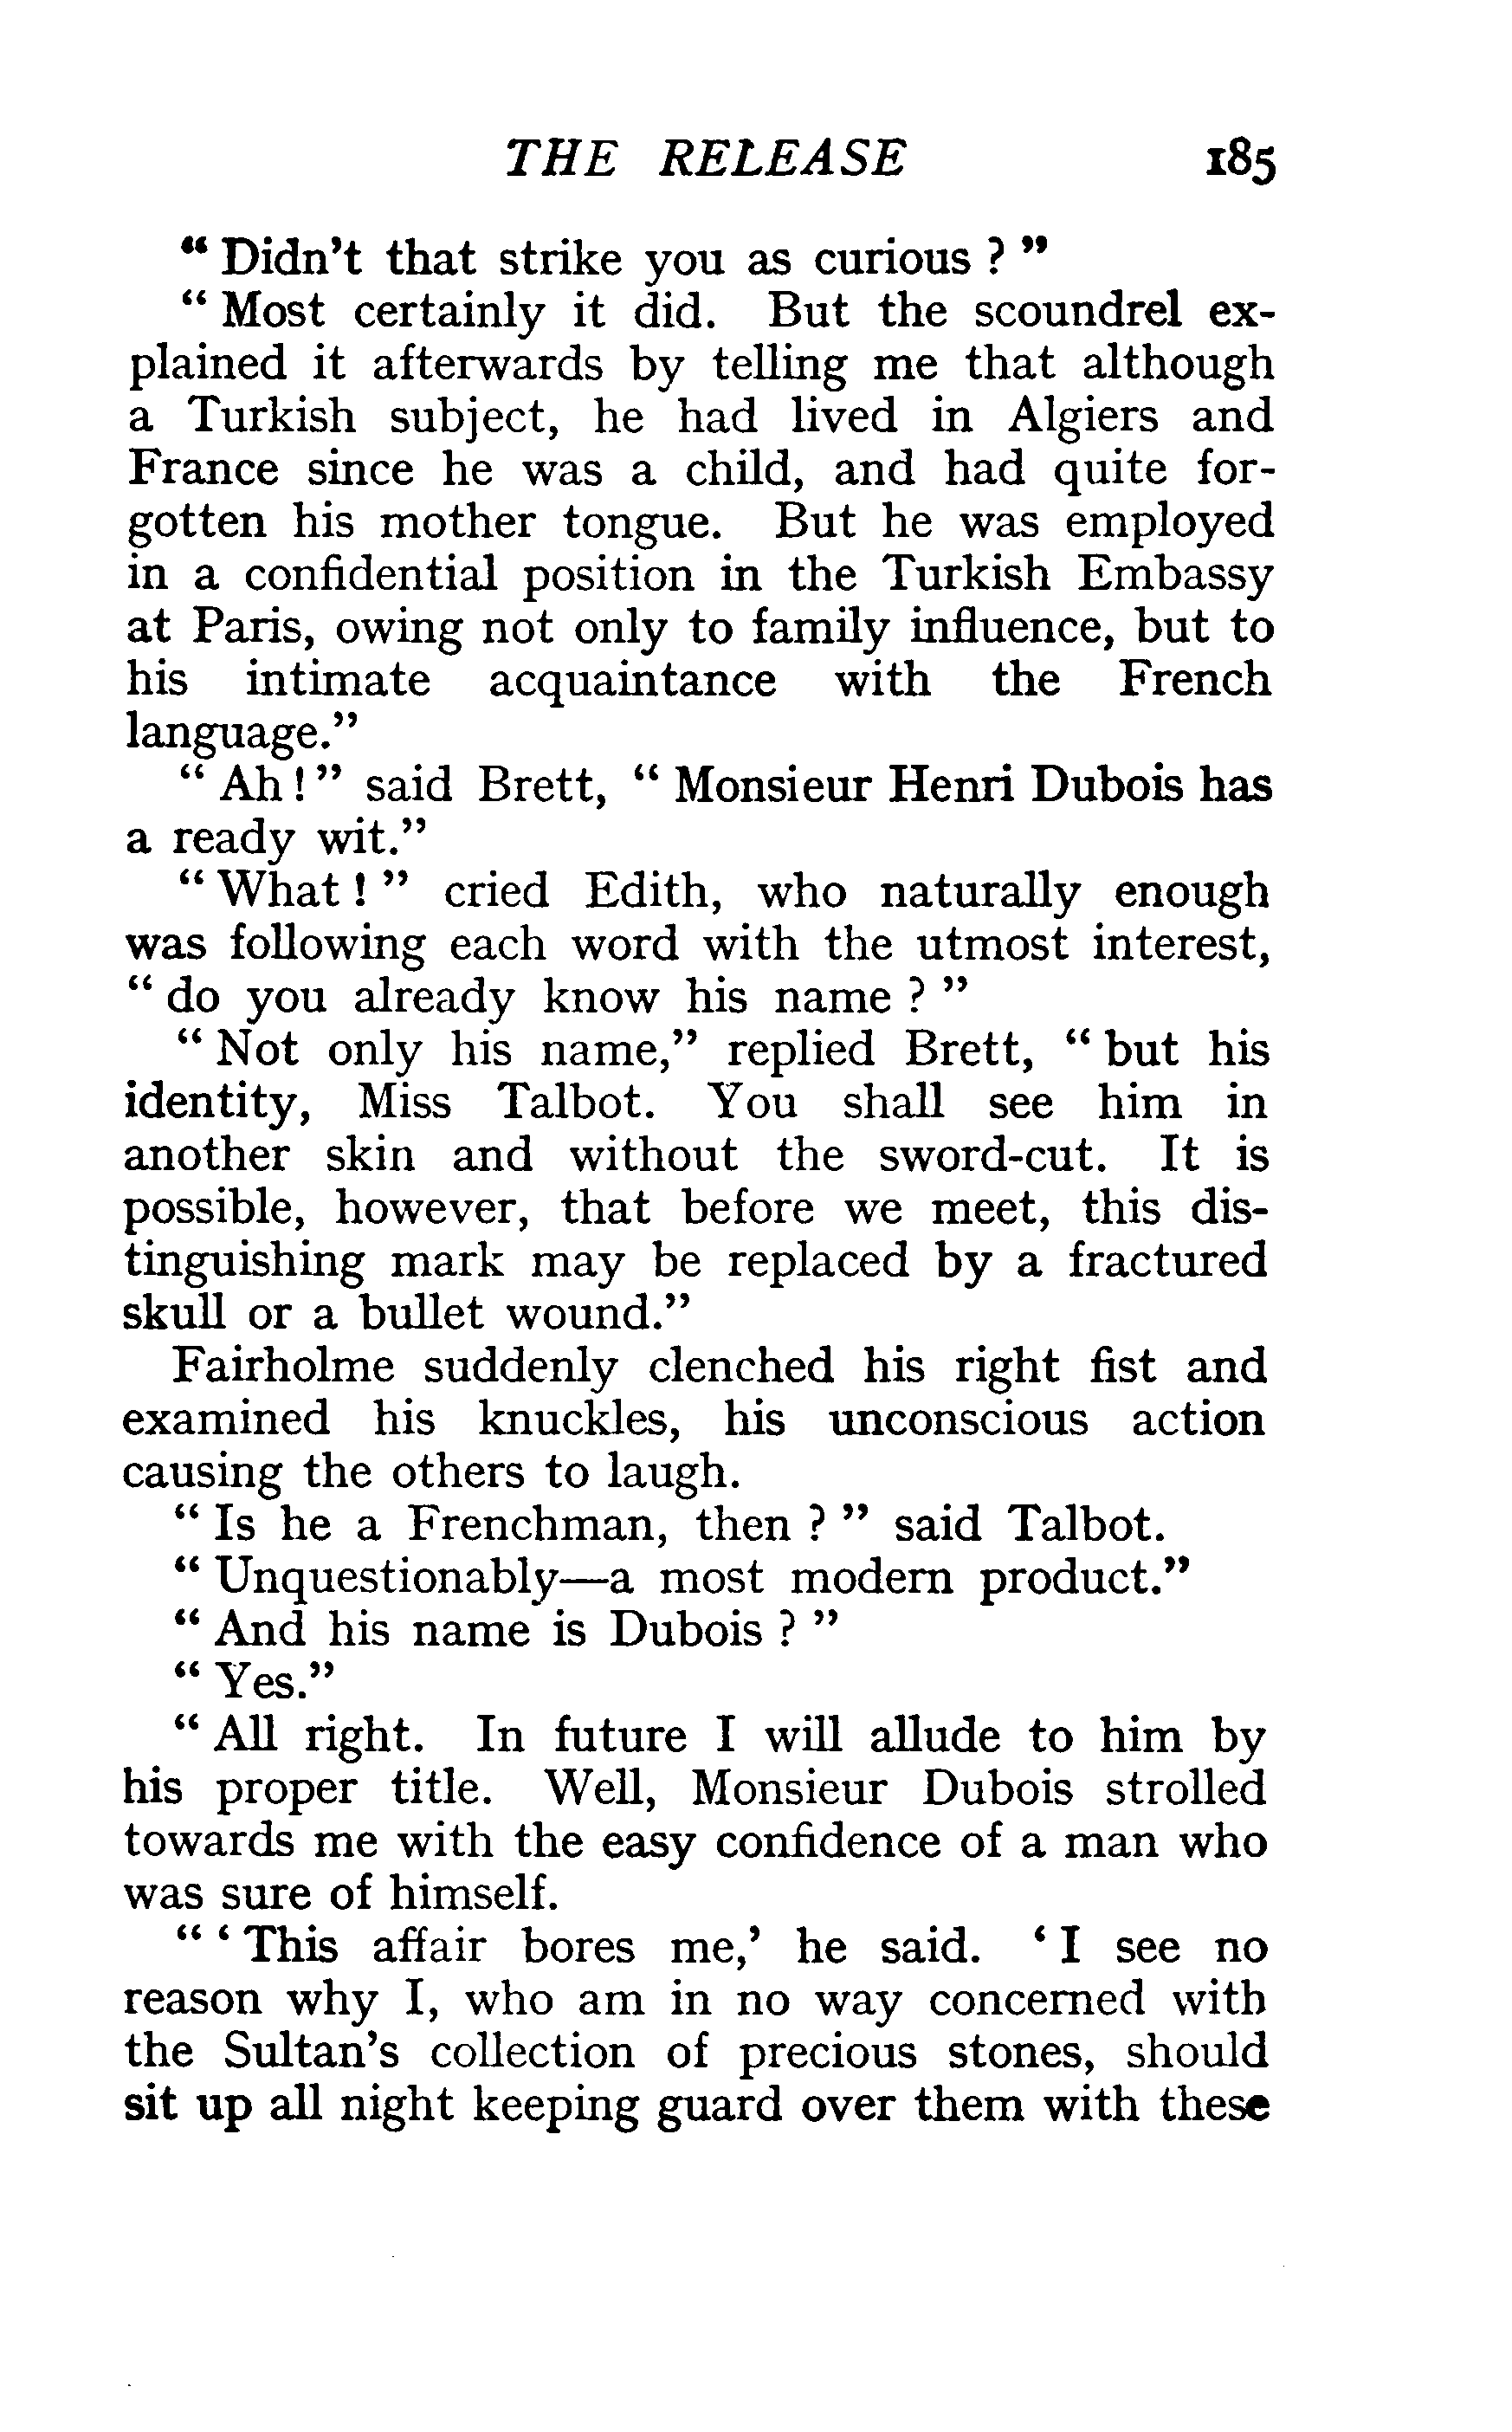 THE RELEASE 185
“ Didn't that strike you as curious ? ”
“ Most certainly it did. But the scoundrel ex-
plained it afterwards by telling me that although
a Turkish subject, he had lived in Algiers and
France since he was a child, and had quite for-
gotten his mother tongue. But he was employed
in a confidential position in the Turkish Embassy
at Paris, owing not only to family influence, but to
his intimate acquaintance with the French
language.”
“ Ah ! ” said Brett, “ Monsieur Henri Dubois has
a ready wit.”
“ What ! ” cried Edith, who naturally enough
was following each word with the utmost interest,
“ do you already know his name ? ”
“ Not only his name,” replied Brett, “ but his
identity, Miss Talbot. You shall see him in
another skin and without the sword-cut. It is
possible, however, that before we meet, this dis-
tinguishing mark may be replaced by a fractured
skull or a bullet wound.”
Fairholme suddenly clenched his right fist and
examined his knuckles, his unconscious action
causing the others to laugh.
“ Is he a Frenchman, then ? ” said Talbot.
“ Unquestionably—a most modern product.”
“ And his name is Dubois ? ”
“ Yes.”
“ All right. In future I will allude to him by
his proper title. Well, Monsieur Dubois strolled
towards me with the easy confidence of a man who
was sure of himself.
“ ‘ This affair bores me,’ he said. ‘ I see no
reason why I, who am in no way concerned with
the Sultan's collection of precious stones, should
sit up all night keeping guard over them with these